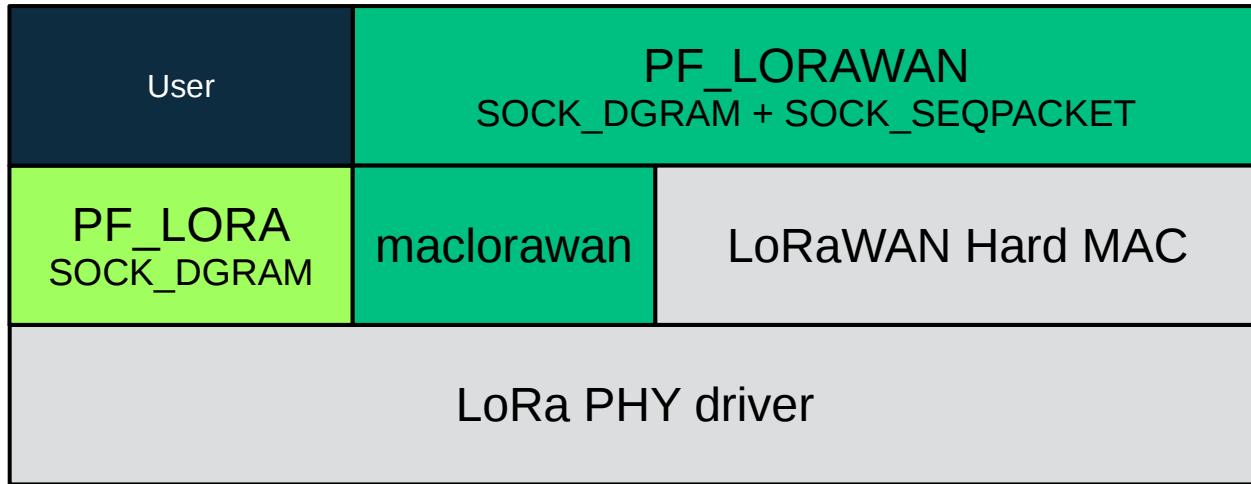 User
PF_LORAWAN
SOCK_DGRAM + SOCK_SEQPACKET
PF_LORA
SOCK_DGRAM
maclorawan
LoRaWAN Hard MAC
LoRa PHY driver